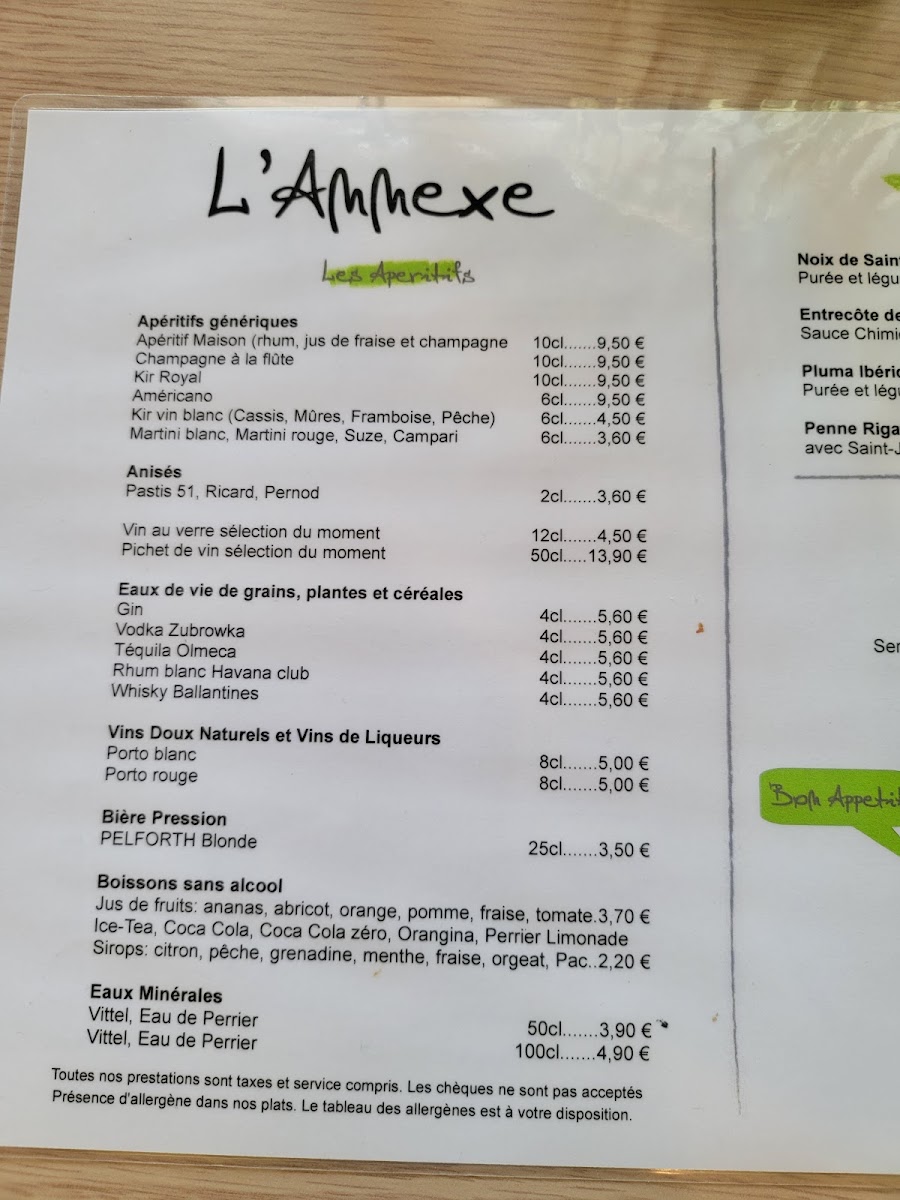 L'Annexe
Les Aperitifs
Apéritifs génériques
Apéritif Maison (rhum, jus de fraise et champagne 10cl.......9,50 €
Champagne à la flûte 10cl.......9,50 €
Kir Royal 10cl.......9,50 €
Américano 6cl.......9,50 €
Kir vin blanc (Cassis, Mûres, Framboise, Pêche) 6cl.......4,50 €
Martini blanc, Martini rouge, Suze, Campari 6cl.......3,60 €
Anisés
Pastis 51, Ricard, Pernod 2cl.......3,60 €
Vin au verre sélection du moment 12cl.......4,50 €
Pichet de vin sélection du moment 50cl.....13,90 €
Eaux de vie de grains, plantes et céréales
Gin 4cl.......5,60 €
Vodka Zubrowka 4cl.......5,60 €
Téquila Olmeca 4cl.......5,60 €
Rhum blanc Havana club 4cl.......5,60 €
Whisky Ballantines 4cl.......5,60 €
Vins Doux Naturels et Vins de Liqueurs
Porto blanc 8cl.......5,00 €
Porto rouge 8cl.......5,00 €
Bière Pression
PELFORTH Blonde 25cl.......3,50 €
Boissons sans alcool
Jus de fruits: ananas, abricot, orange, pomme, fraise, tomate.3,70 €
Ice-Tea, Coca Cola, Coca Cola zéro, Orangina, Perrier Limonade
Sirops: citron, pêche, grenadine, menthe, fraise, orgeat, Pac..2,20 €
Eaux Minérales
Vittel, Eau de Perrier 50cl.......3,90 €
Vittel, Eau de Perrier 100cl.......4,90 €
Toutes nos prestations sont taxes et service compris. Les chèques ne sont pas acceptés
Présence d'allergène dans nos plats. Le tableau des allergènes est à votre disposition.
Noix de Saint
Purée et légu
Entrecôte de
Sauce Chimi
Pluma Ibéric
Purée et légu
Penne Riga
avec Saint-J
Ser
Bon Appetit